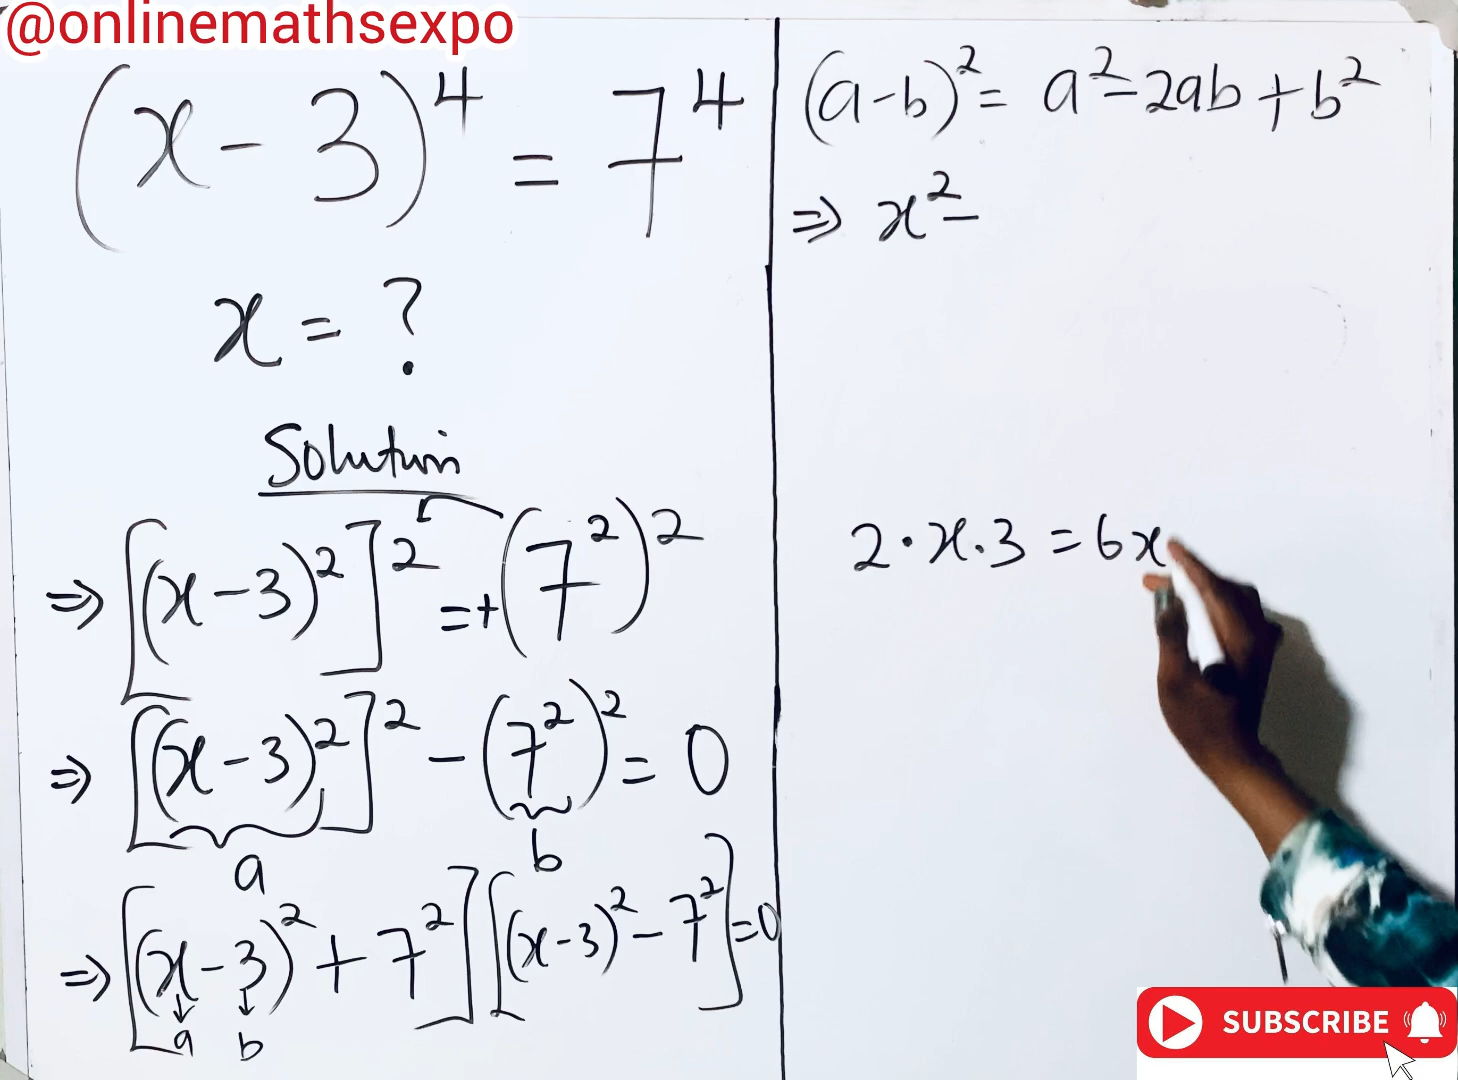 @onlinemathsexpo
(x-3)⁴ = 7⁴
x = ?
Solution
⇒ [(x-3)²]² =+ (7²)²
⇒ [(x-3)²]² - (7²)² = 0
a b
⇒ [(x-3)² + 7²] [(x-3)² - 7²] = 0
a b
(a-b)² = a² - 2ab + b²
⇒ x² -
2·x·3 = 6x
SUBSCRIBE